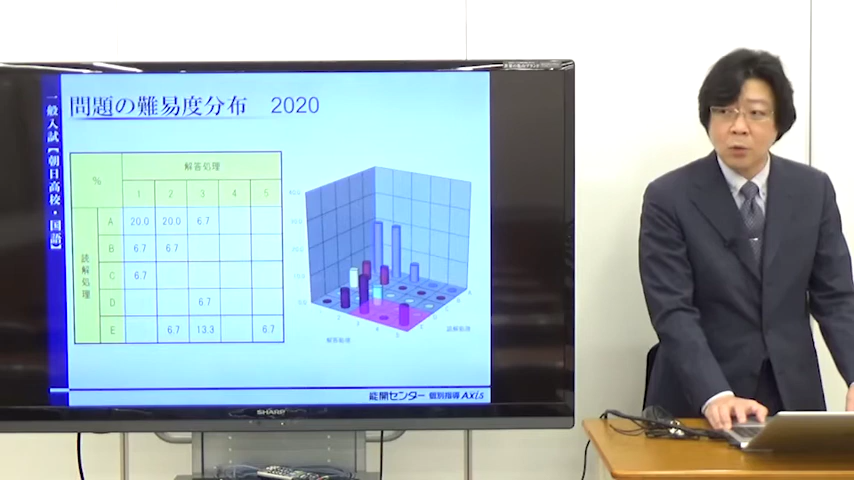 問題の難易度分布 2020
一般入試【朝日高校・国語】
% 解答処理
1 2 3 4 5
読解処理
A 20.0 20.0 6.7
B 6.7 6.7
C 6.7
D 6.7
E 6.7 13.3 6.7
解答処理
読解処理
能開センター 個別指導 Axis
SHARP